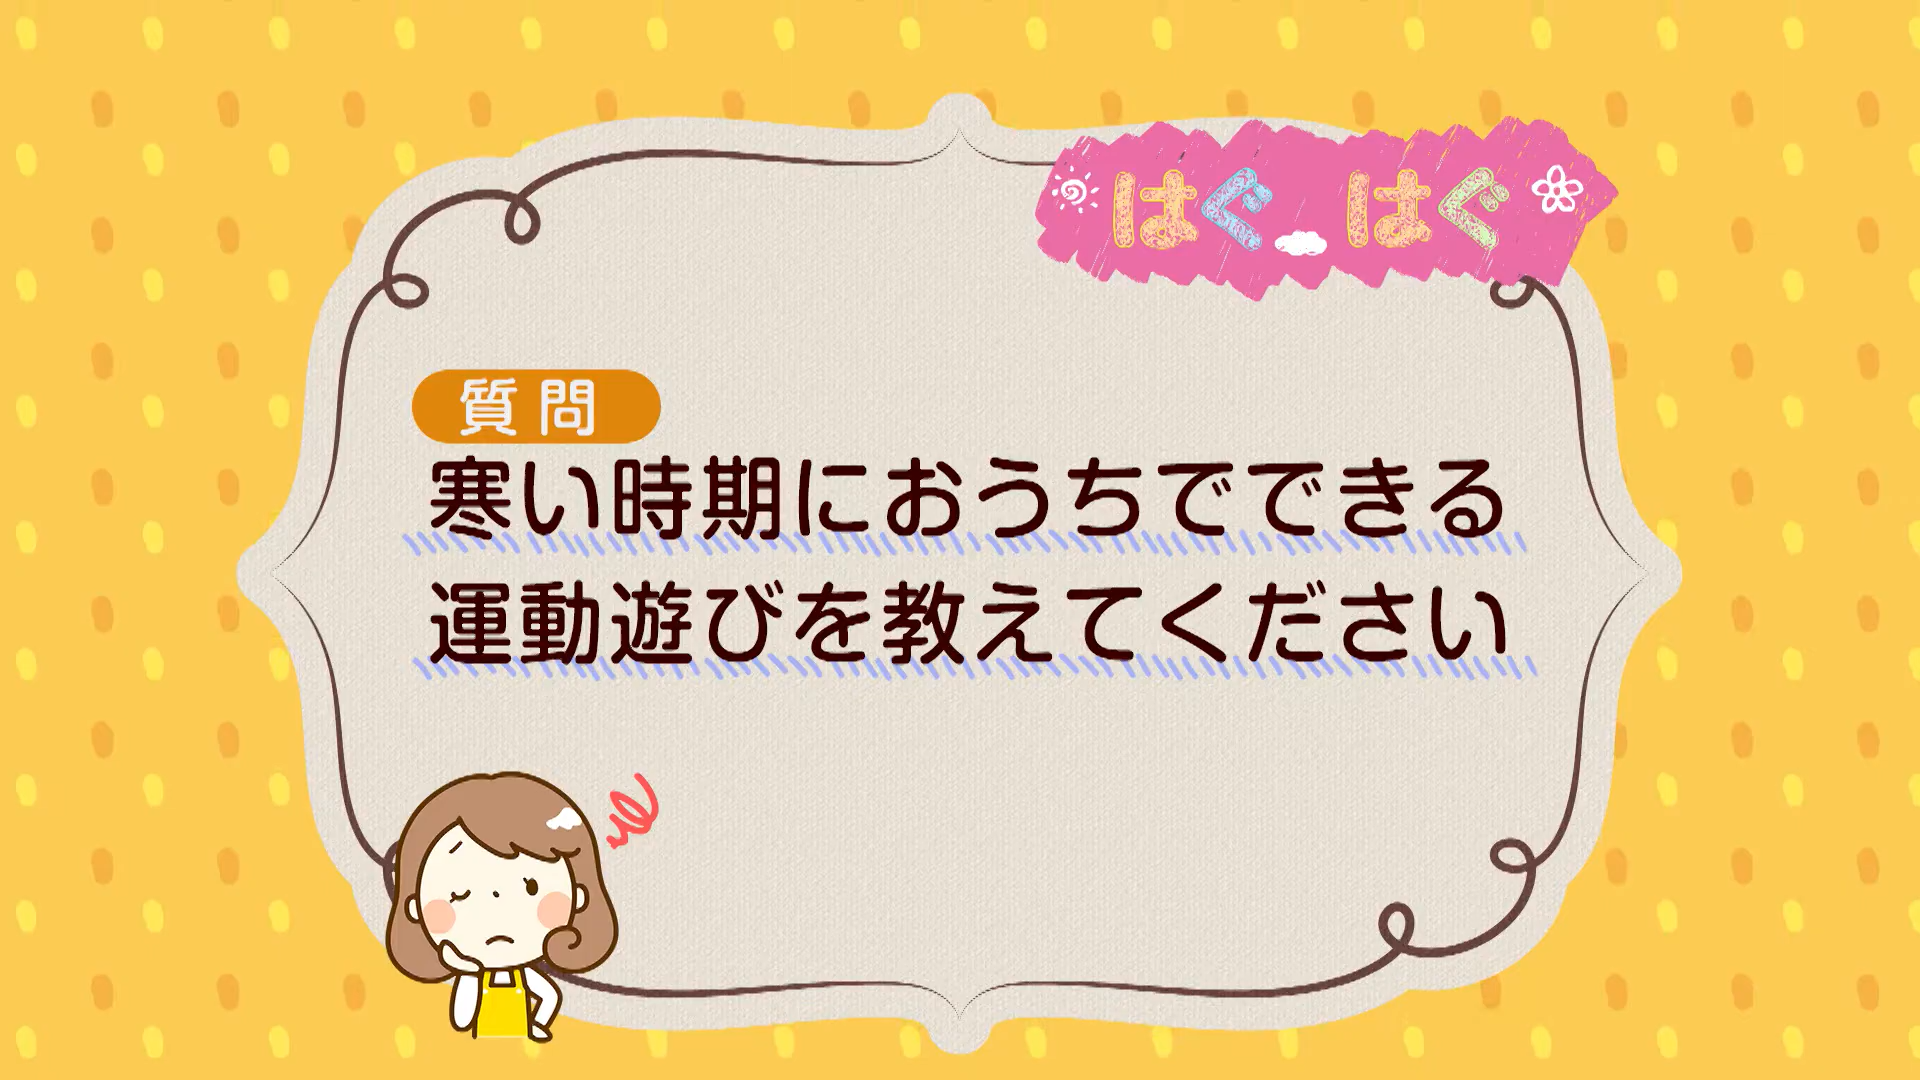 はぐはぐ
質問
寒い時期におうちでできる
運動遊びを教えてください